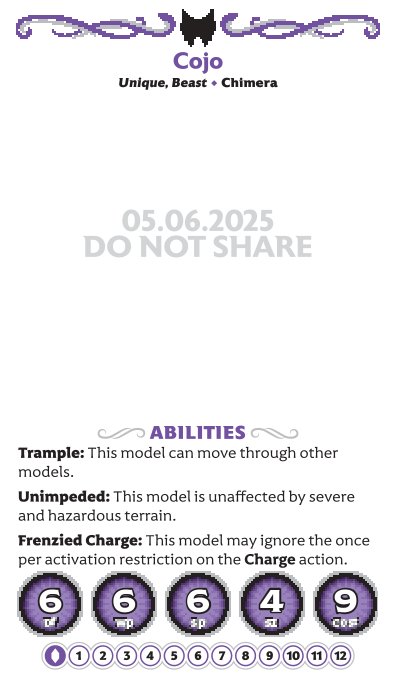 Cojo
Unique, Beast ⬥ Chimera
05.06.2025
DO NOT SHARE
ABILITIES
Trample: This model can move through other
models.
Unimpeded: This model is unaffected by severe
and hazardous terrain.
Frenzied Charge: This model may ignore the once
per activation restriction on the Charge action.
6 6 6 4 9
df wp sp sz cost
1 2 3 4 5 6 7 8 9 10 11 12